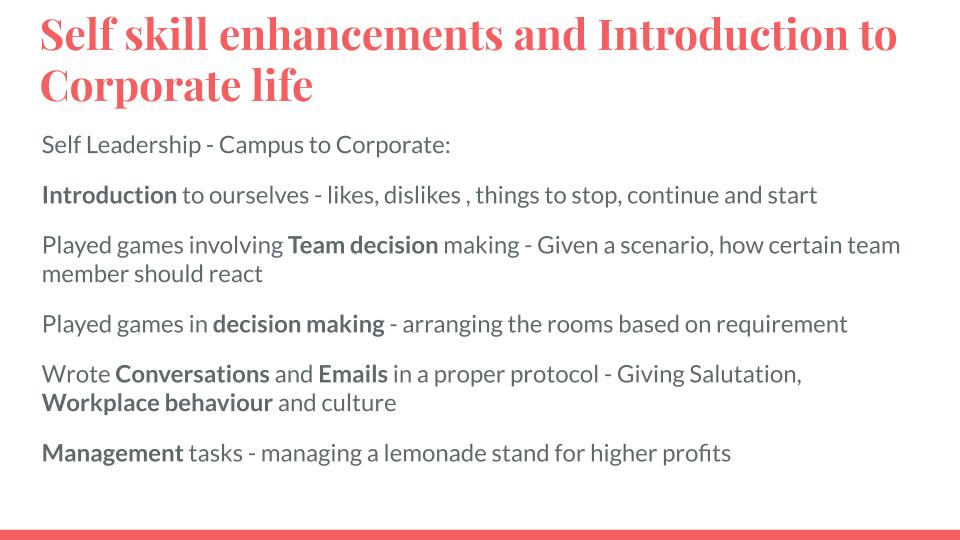 Self skill enhancements and Introduction to
Corporate life
Self Leadership - Campus to Corporate:
Introduction to ourselves - likes, dislikes , things to stop, continue and start
Played games involving Team decision making - Given a scenario, how certain team
member should react
Played games in decision making - arranging the rooms based on requirement
Wrote Conversations and Emails in a proper protocol - Giving Salutation,
Workplace behaviour and culture
Management tasks - managing a lemonade stand for higher profits